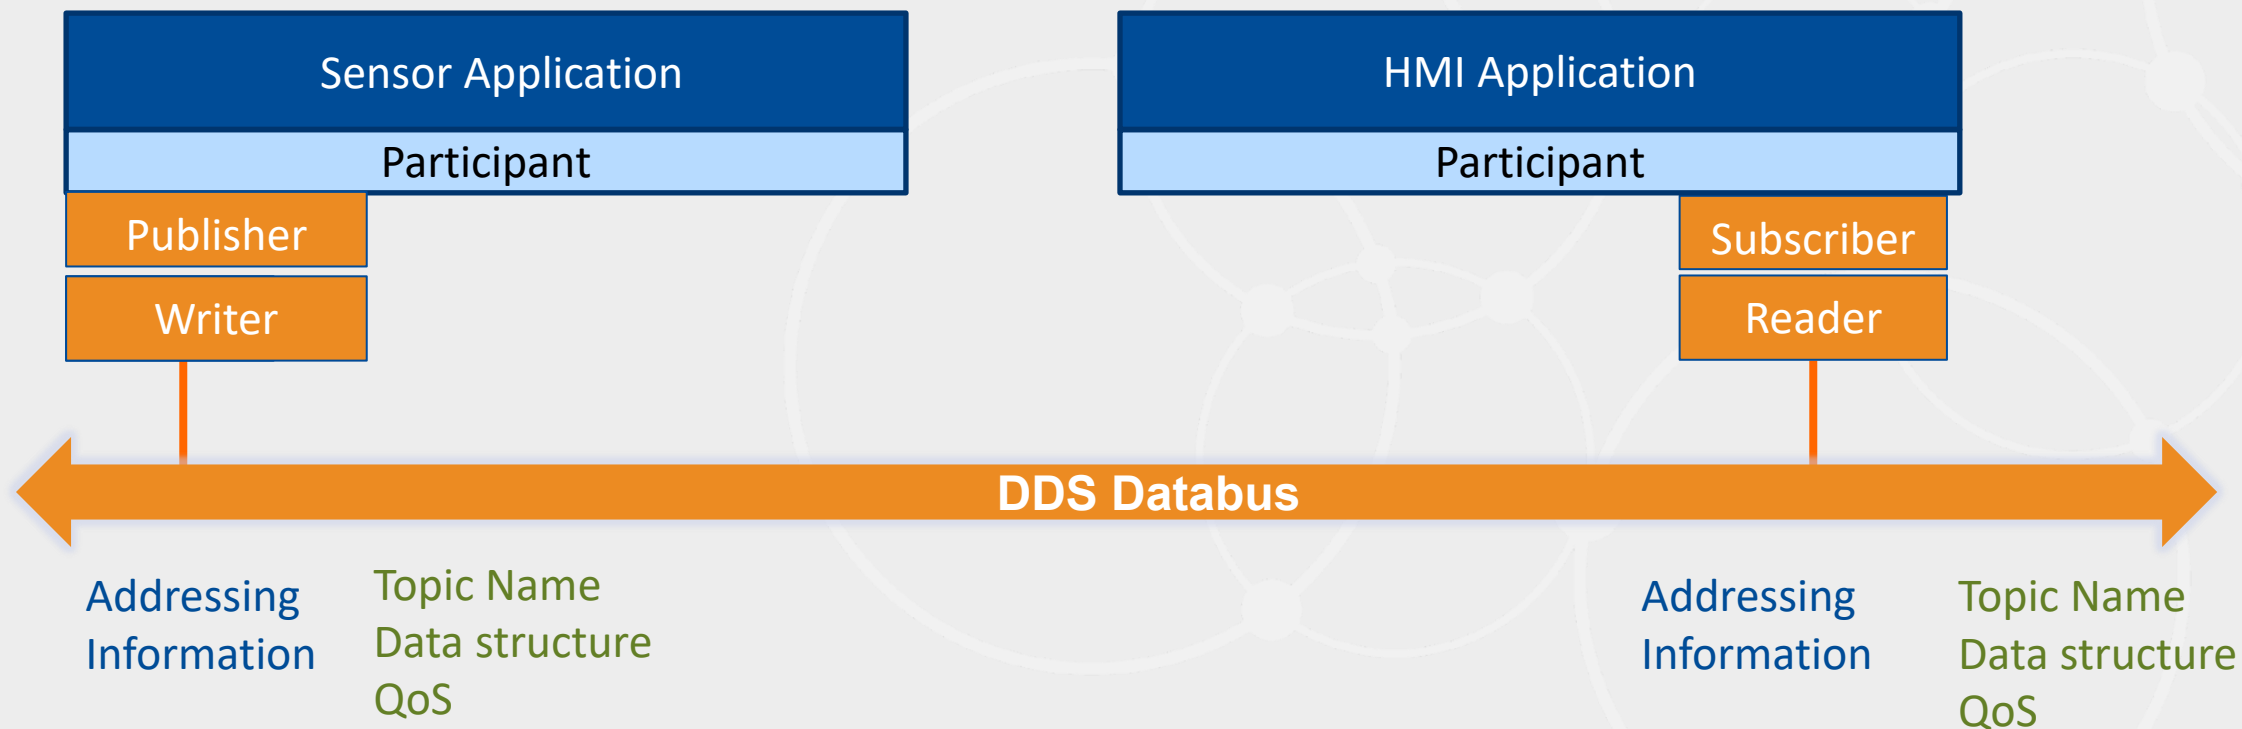 Sensor Application
Participant
Publisher
Writer
HMI Application
Participant
Subscriber
Reader
DDS Databus
Addressing
Information
Topic Name
Data structure
QoS
Addressing
Information
Topic Name
Data structure
QoS